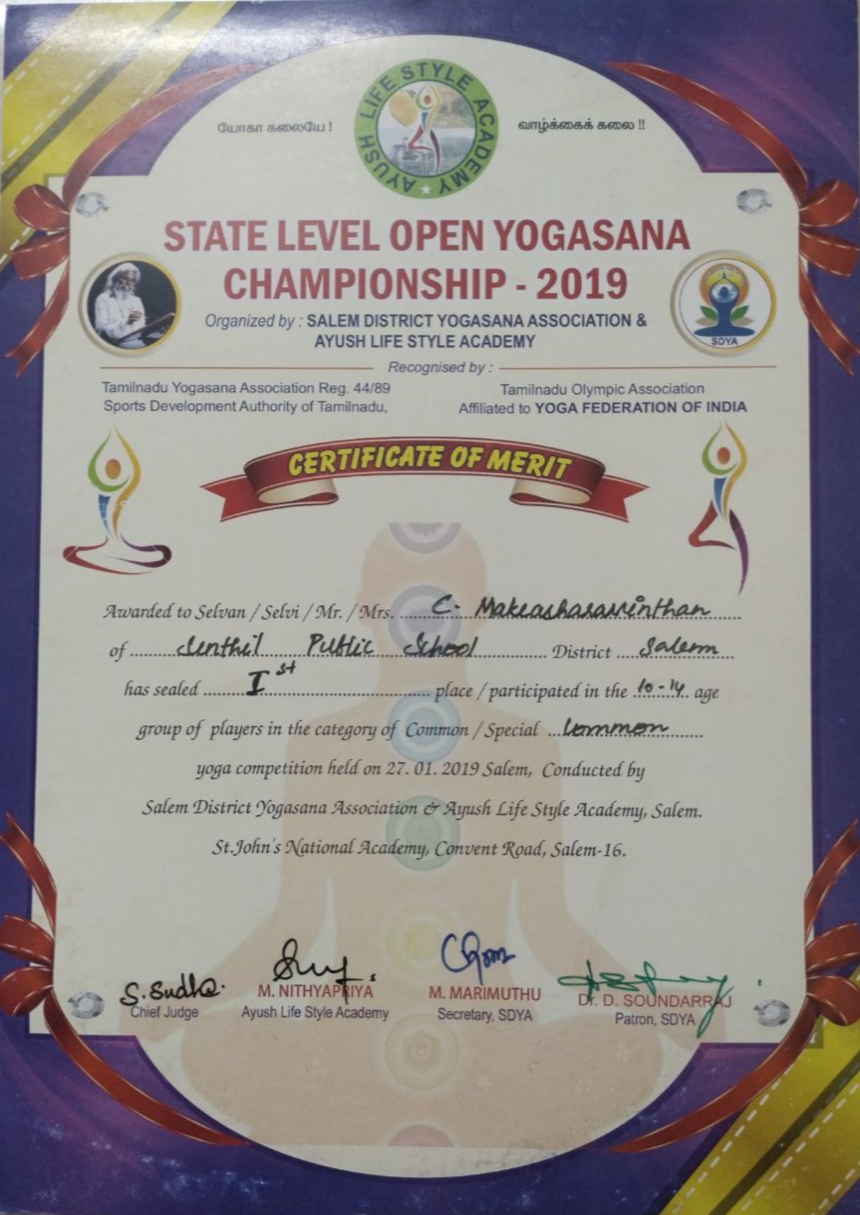 AYUSH LIFE STYLE ACADEMY
யோகா கலையே ! வாழ்க்கைக் கலை !!
STATE LEVEL OPEN YOGASANA
CHAMPIONSHIP - 2019
Organized by : SALEM DISTRICT YOGASANA ASSOCIATION &
AYUSH LIFE STYLE ACADEMY
SDYA
Recognised by :
Tamilnadu Yogasana Association Reg. 44/89
Sports Development Authority of Tamilnadu,
Tamilnadu Olympic Association
Affiliated to YOGA FEDERATION OF INDIA
CERTIFICATE OF MERIT
Awarded to Selvan / Selvi / Mr. / Mrs. C. Makeasharavinthan
of Senthil Public School District Salem
has sealed Ist place / participated in the 10-14 age
group of players in the category of Common / Special Common
yoga competition held on 27. 01. 2019 Salem, Conducted by
Salem District Yogasana Association & Ayush Life Style Academy, Salem.
St.John's National Academy, Convent Road, Salem-16.
S. Sudha.
Chief Judge
M. NITHYAPRIYA
Ayush Life Style Academy
M. MARIMUTHU
Secretary, SDYA
Dr. D. SOUNDARRAJ
Patron, SDYA